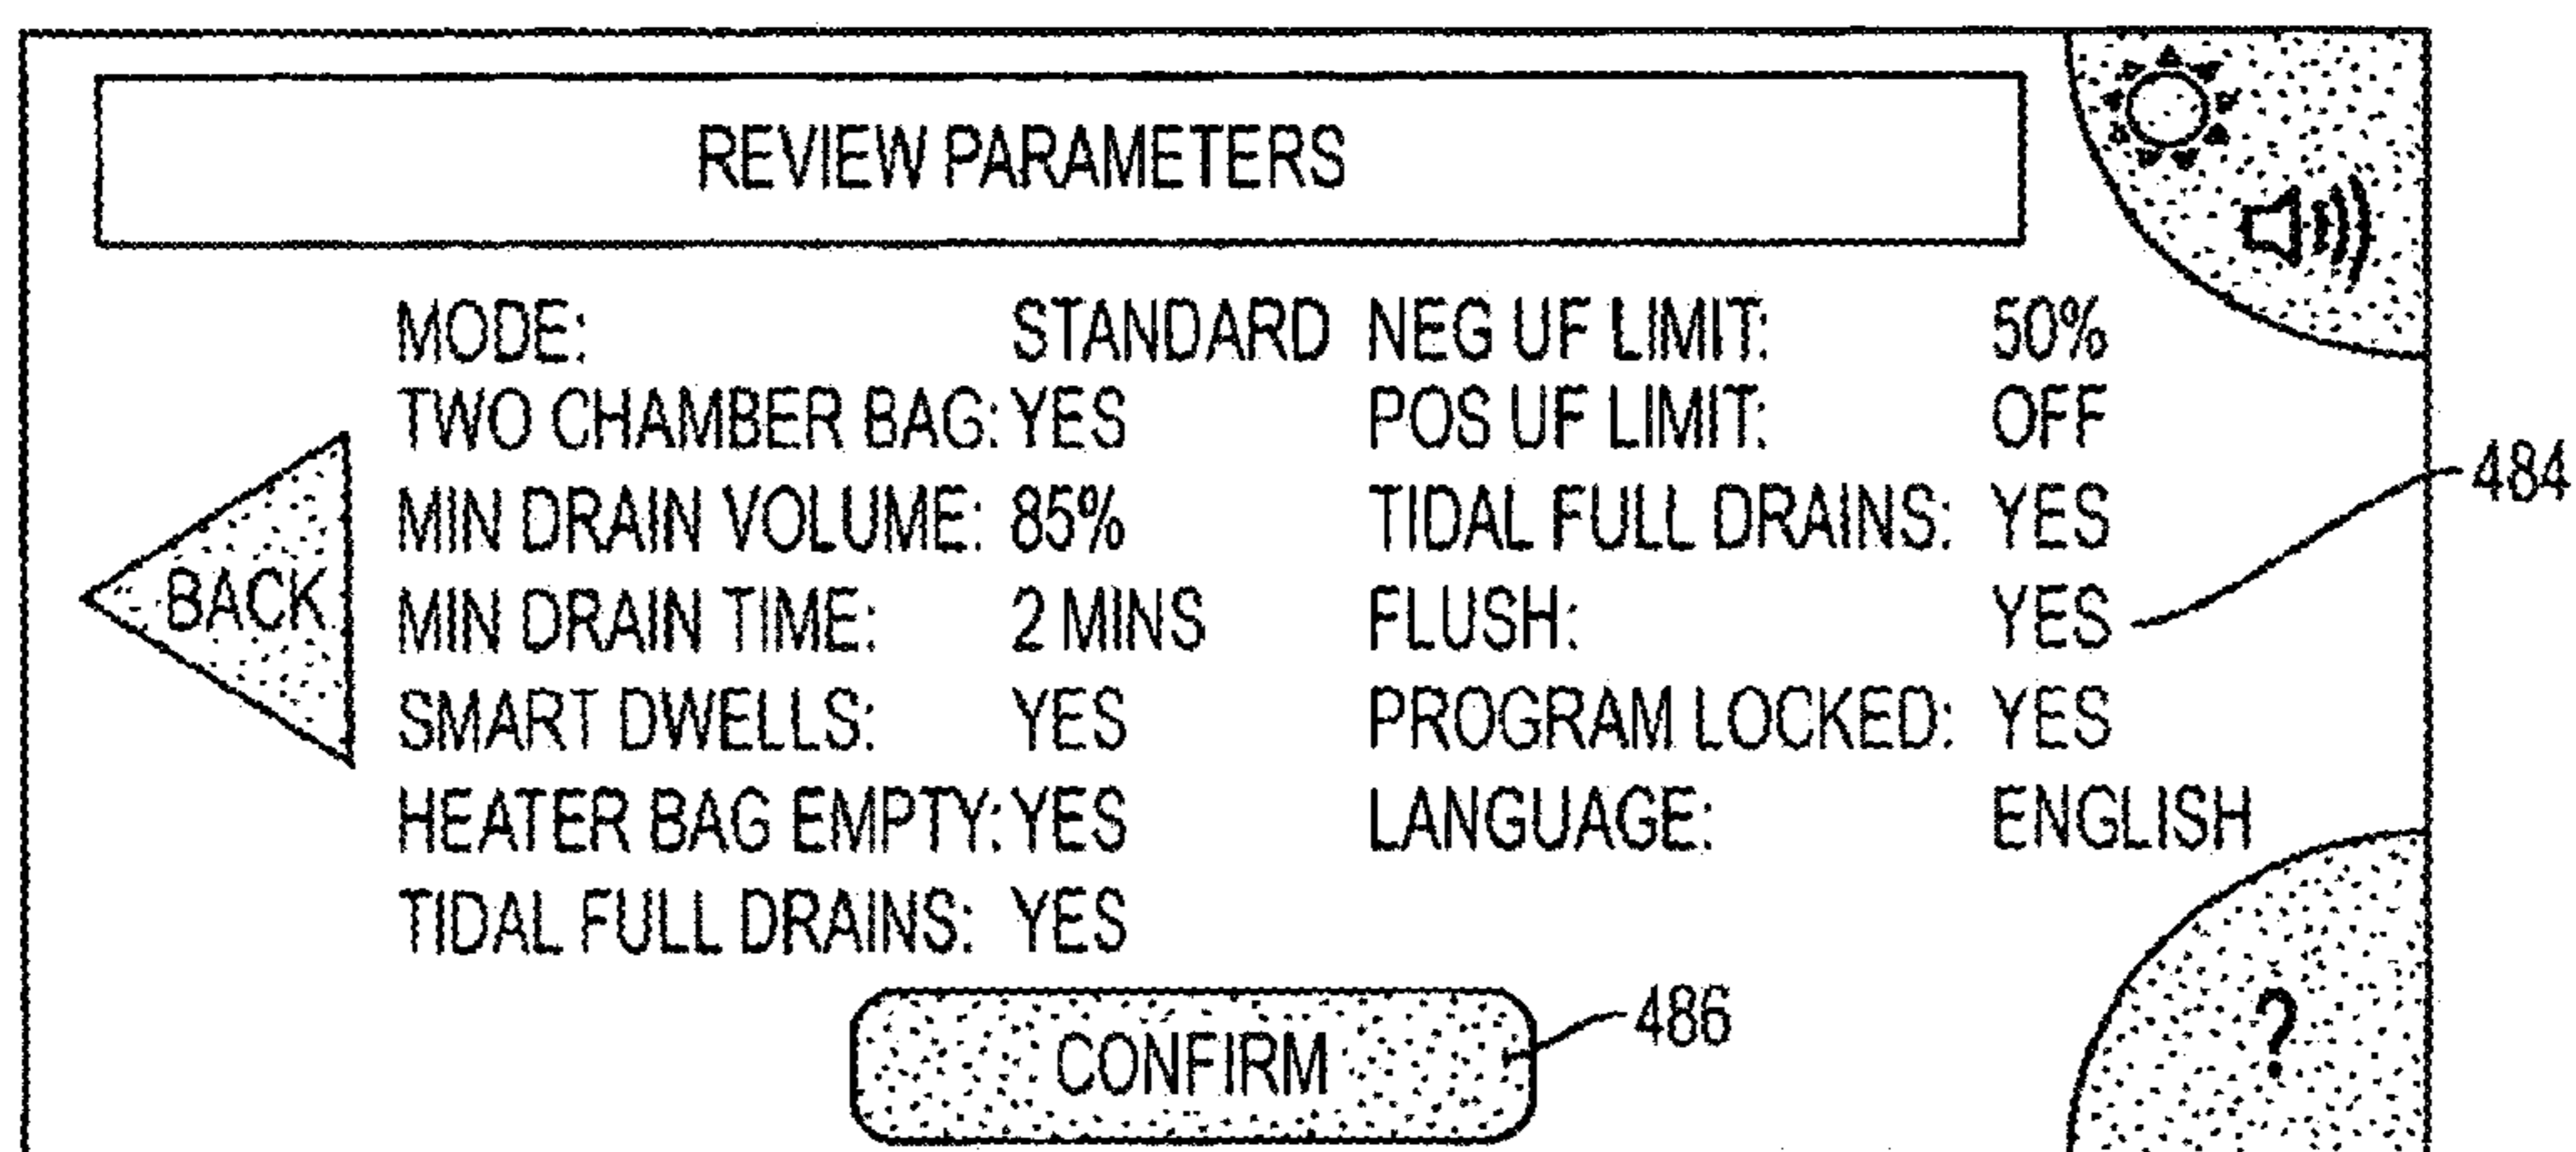 REVIEW PARAMETERS
MODE: STANDARD NEG UF LIMIT: 50%
TWO CHAMBER BAG: YES POS UF LIMIT: OFF
484
MIN DRAIN VOLUME: 85% TIDAL FULL DRAINS: YES
BACK MIN DRAIN TIME: 2 MINS FLUSH: YES
SMART DWELLS: YES PROGRAM LOCKED: YES
HEATER BAG EMPTY: YES LANGUAGE: ENGLISH
TIDAL FULL DRAINS: YES
486
CONFIRM
?